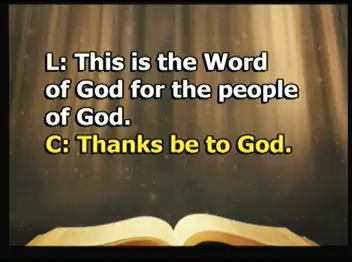 L: This is the Word
of God for the people
of God.
C: Thanks be to God.